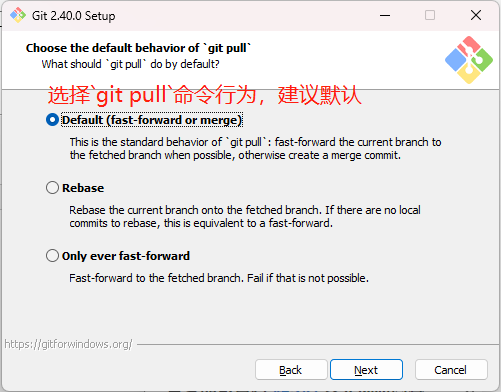 Git 2.40.0 Setup
Choose the default behavior of `git pull`
What should `git pull` do by default?
选择`git pull`命令行为，建议默认
Default (fast-forward or merge)
This is the standard behavior of `git pull`: fast-forward the current branch to
the fetched branch when possible, otherwise create a merge commit.
Rebase
Rebase the current branch onto the fetched branch. If there are no local
commits to rebase, this is equivalent to a fast-forward.
Only ever fast-forward
Fast-forward to the fetched branch. Fail if that is not possible.
https://gitforwindows.org/
Back
Next
Cancel